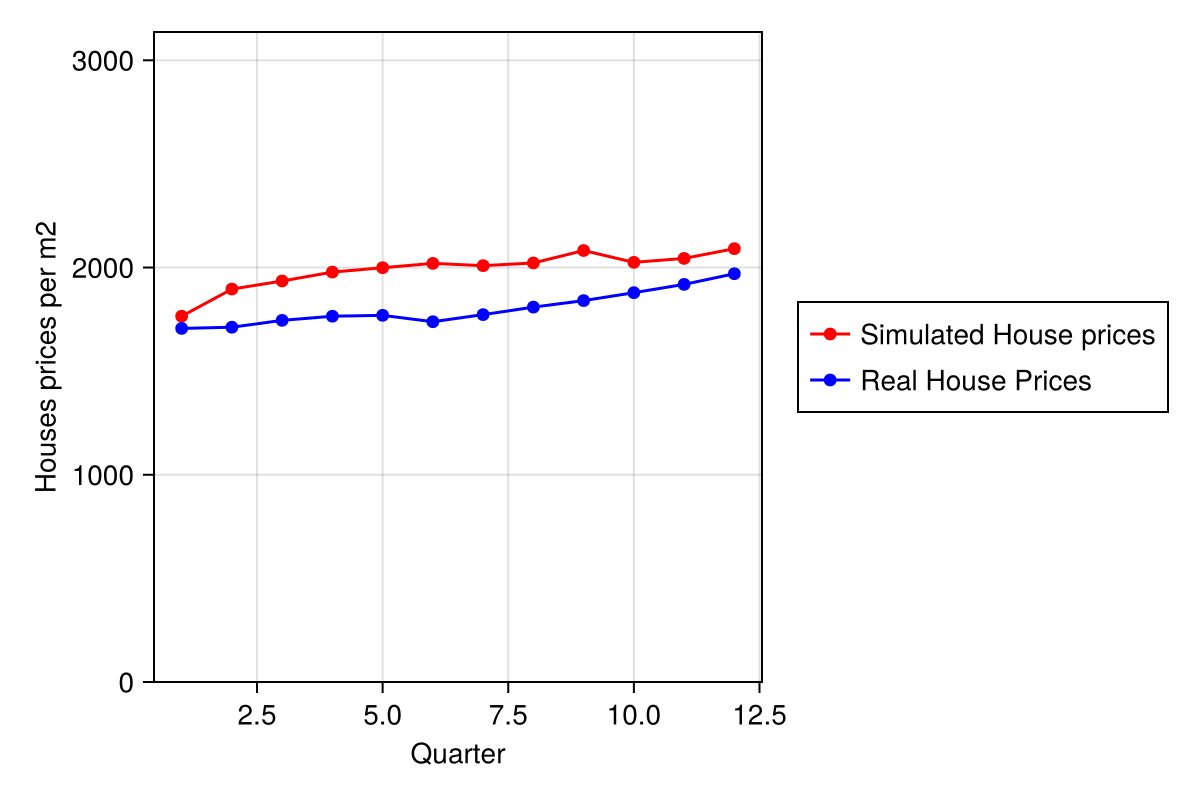 3000
2000
1000
0
Houses prices per m2
2.5 5.0 7.5 10.0 12.5
Quarter
Simulated House prices
Real House Prices